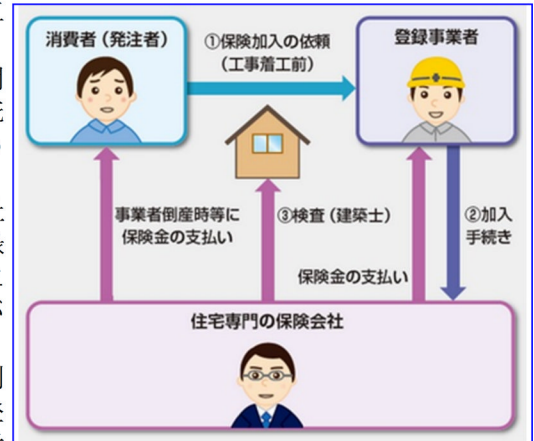 消費者（発注者）
①保険加入の依頼
（工事着工前）
登録事業者
事業者倒産時等に
保険金の支払い
③検査（建築士）
保険金の支払い
②加入
手続き
住宅専門の保険会社